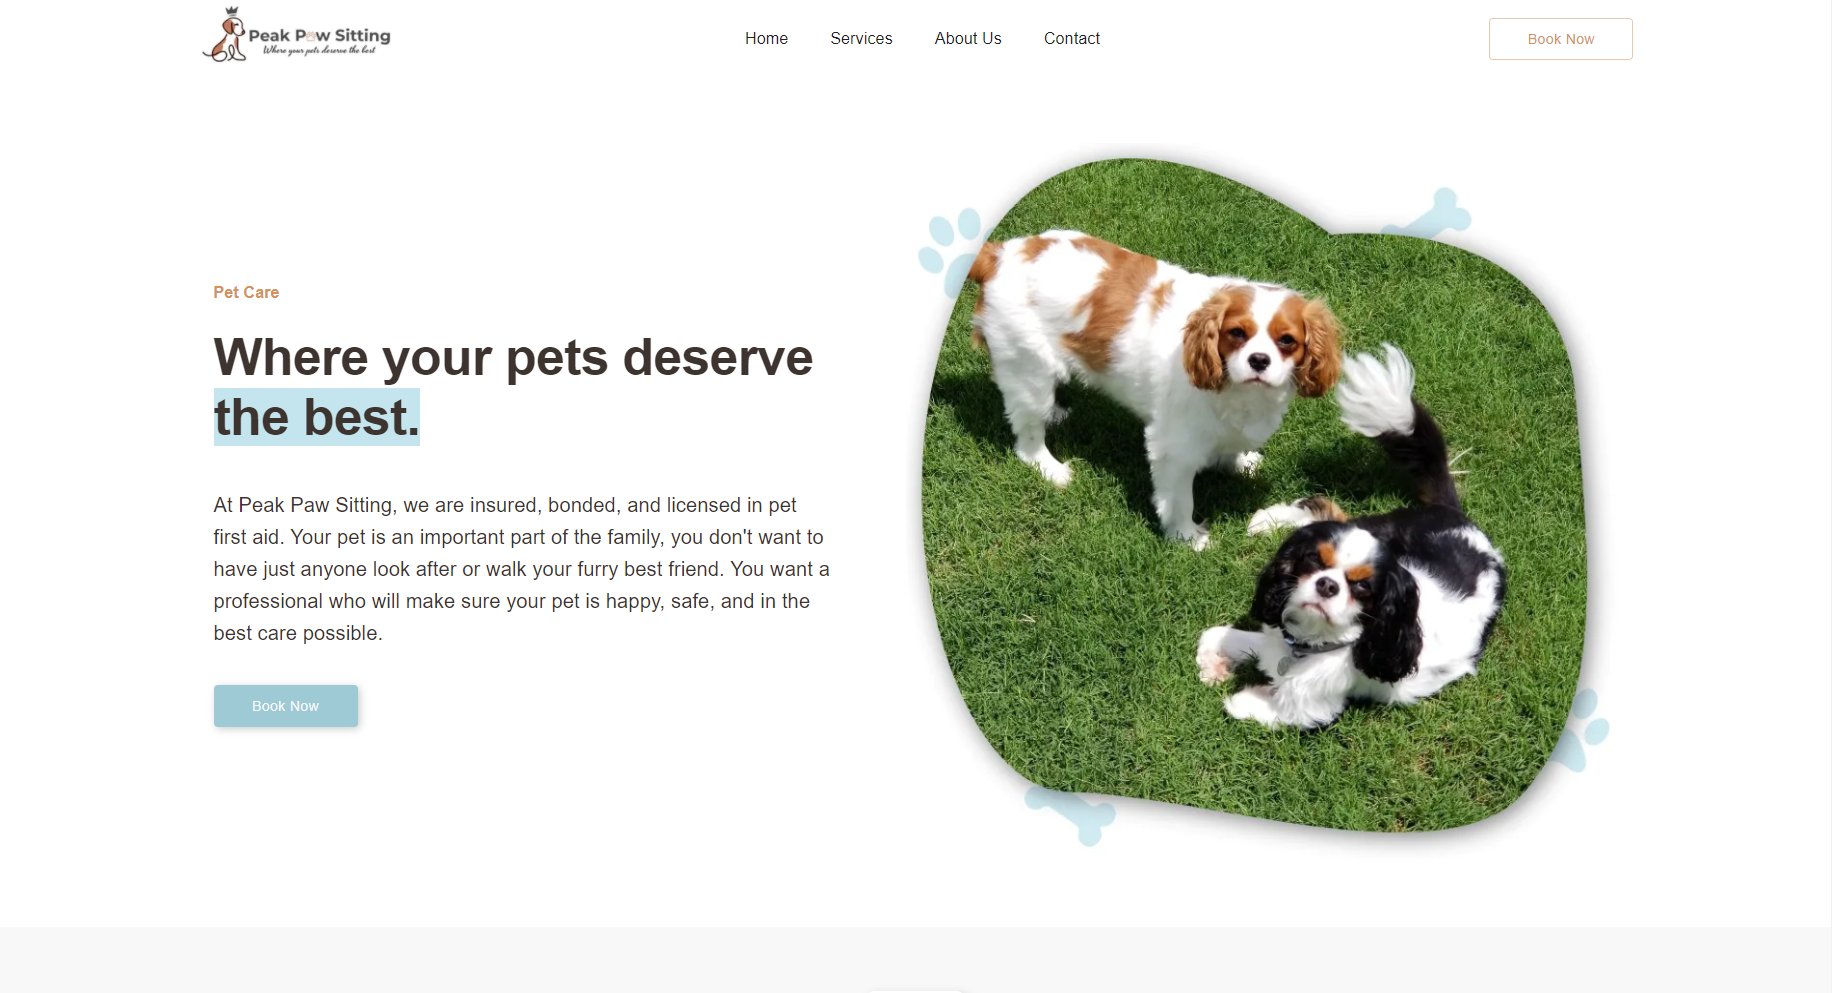 Peak Paw Sitting
Where your pets deserve the best
Home
Services
About Us
Contact
Book Now
Pet Care
Where your pets deserve
the best.
At Peak Paw Sitting, we are insured, bonded, and licensed in pet
first aid. Your pet is an important part of the family, you don't want to
have just anyone look after or walk your furry best friend. You want a
professional who will make sure your pet is happy, safe, and in the
best care possible.
Book Now